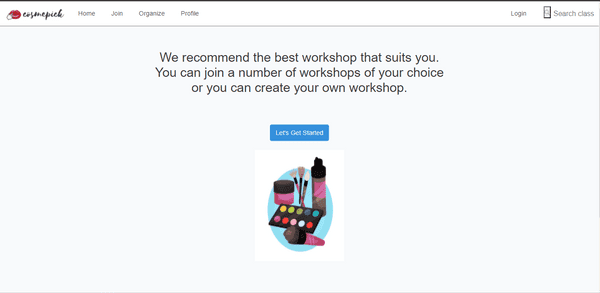 cosmepick
Home
Join
Organize
Profile
Login
Search class
We recommend the best workshop that suits you.
You can join a number of workshops of your choice
or you can create your own workshop.
Let's Get Started